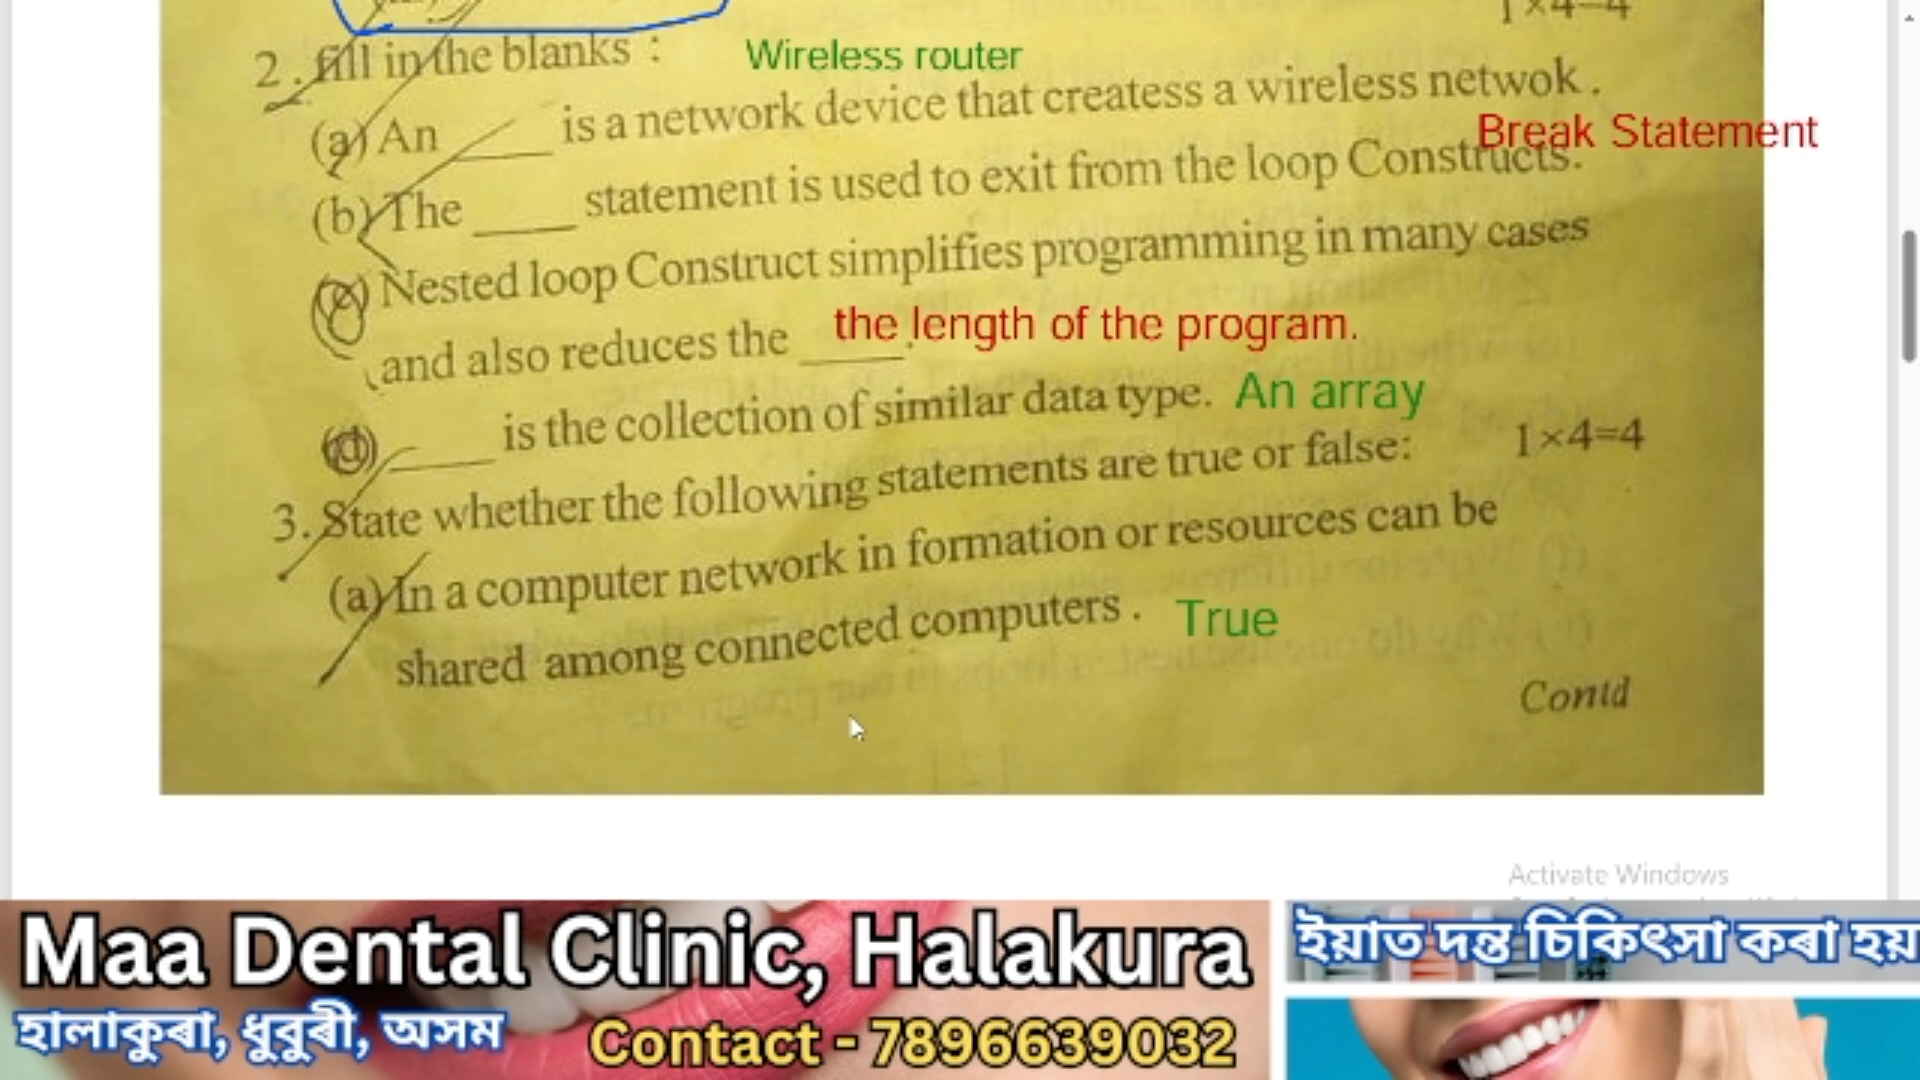 1×4=4
2. fill in the blanks : Wireless router
(a) An ____ is a network device that createss a wireless netwok.
Break Statement
(b) The ____ statement is used to exit from the loop Constructs.
(c) Nested loop Construct simplifies programming in many cases
and also reduces the ____. the length of the program.
(d) ____ is the collection of similar data type. An array
3. State whether the following statements are true or false: 1×4=4
(a) In a computer network in formation or resources can be
shared among connected computers. True
Contd
Activate Windows
Maa Dental Clinic, Halakura
হালাকুৰা, ধুবুৰী, অসম
Contact - 7896639032
ইয়াত দন্ত চিকিৎসা কৰা হয়